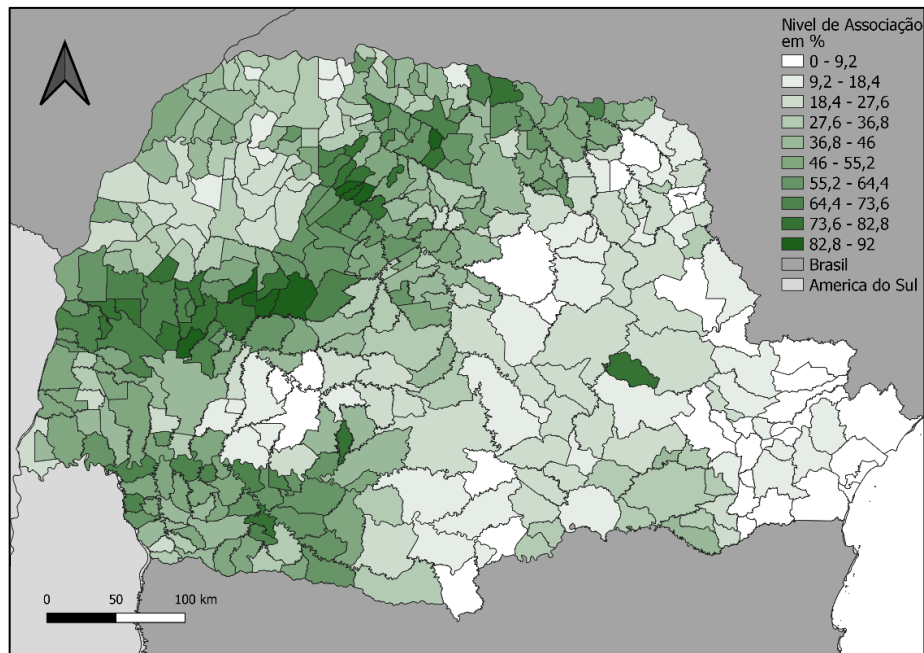 Nivel de Associação
em %
0 - 9,2
9,2 - 18,4
18,4 - 27,6
27,6 - 36,8
36,8 - 46
46 - 55,2
55,2 - 64,4
64,4 - 73,6
73,6 - 82,8
82,8 - 92
Brasil
America do Sul
0 50 100 km